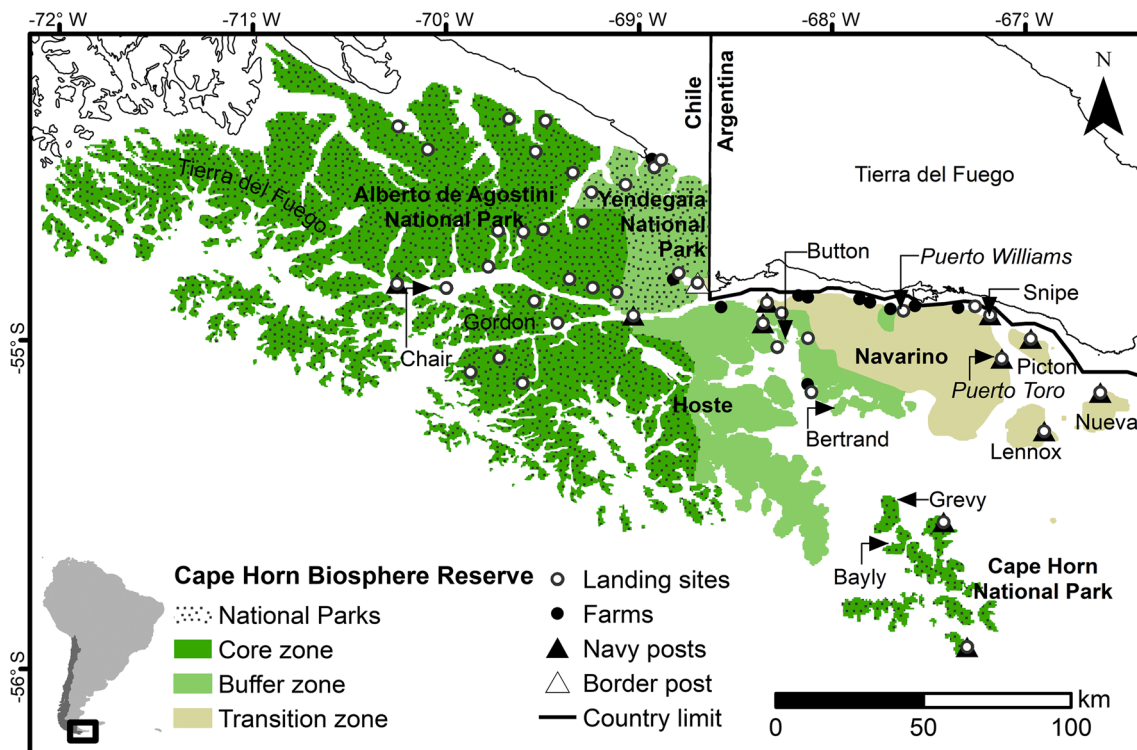 -72° W -71° W -70° W -69° W -68° W -67° W
N
Chile
Argentina
Tierra del Fuego
Tierra del Fuego
Alberto de Agostini
National Park
Yendegaïa
National
Park
Button
Puerto Williams
Snipe
-55° S
Gordon
Chair
Navarino
Picton
Puerto Toro
Hoste
Nueva
Bertrand
Lennox
Grevy
Bayly
Cape Horn
National Park
-56° S
Cape Horn Biosphere Reserve
National Parks
Core zone
Buffer zone
Transition zone
Landing sites
Farms
Navy posts
Border post
Country limit
km
0 50 100